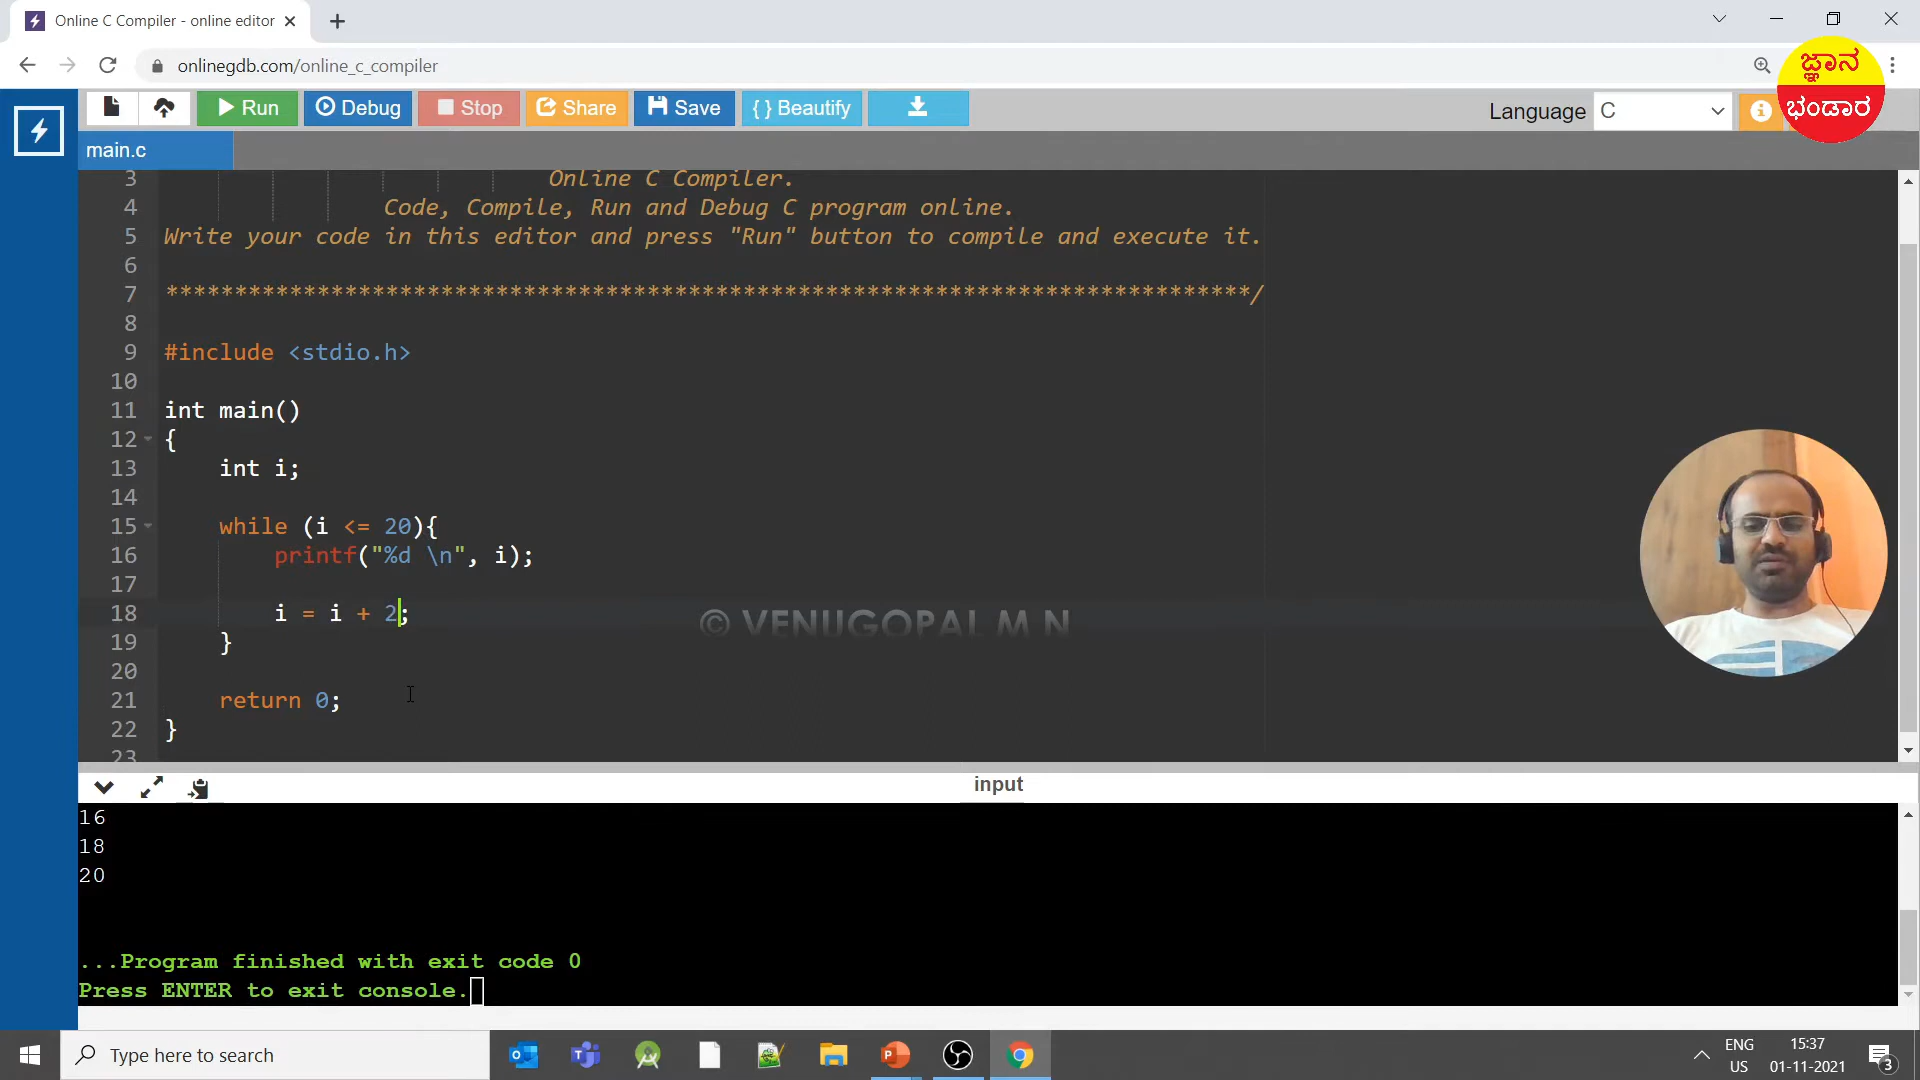 Online C Compiler - online editor
onlinegdb.com/online_c_compiler
ಜ್ಞಾನ
ಭಂಡಾರ
Run Debug Stop Share Save { } Beautify
Language C
main.c
3 Online C Compiler.
4 Code, Compile, Run and Debug C program online.
5 Write your code in this editor and press "Run" button to compile and execute it.
6
7 *******************************************************************************/
8
9 #include <stdio.h>
10
11 int main()
12 {
13 int i;
14
15 while (i <= 20){
16 printf("%d \n", i);
17
18 i = i + 2;
© VENUGOPAL M N
19 }
20
21 return 0;
22 }
23
input
16
18
20
...Program finished with exit code 0
Press ENTER to exit console.
Type here to search
ENG
US
15:37
01-11-2021
3